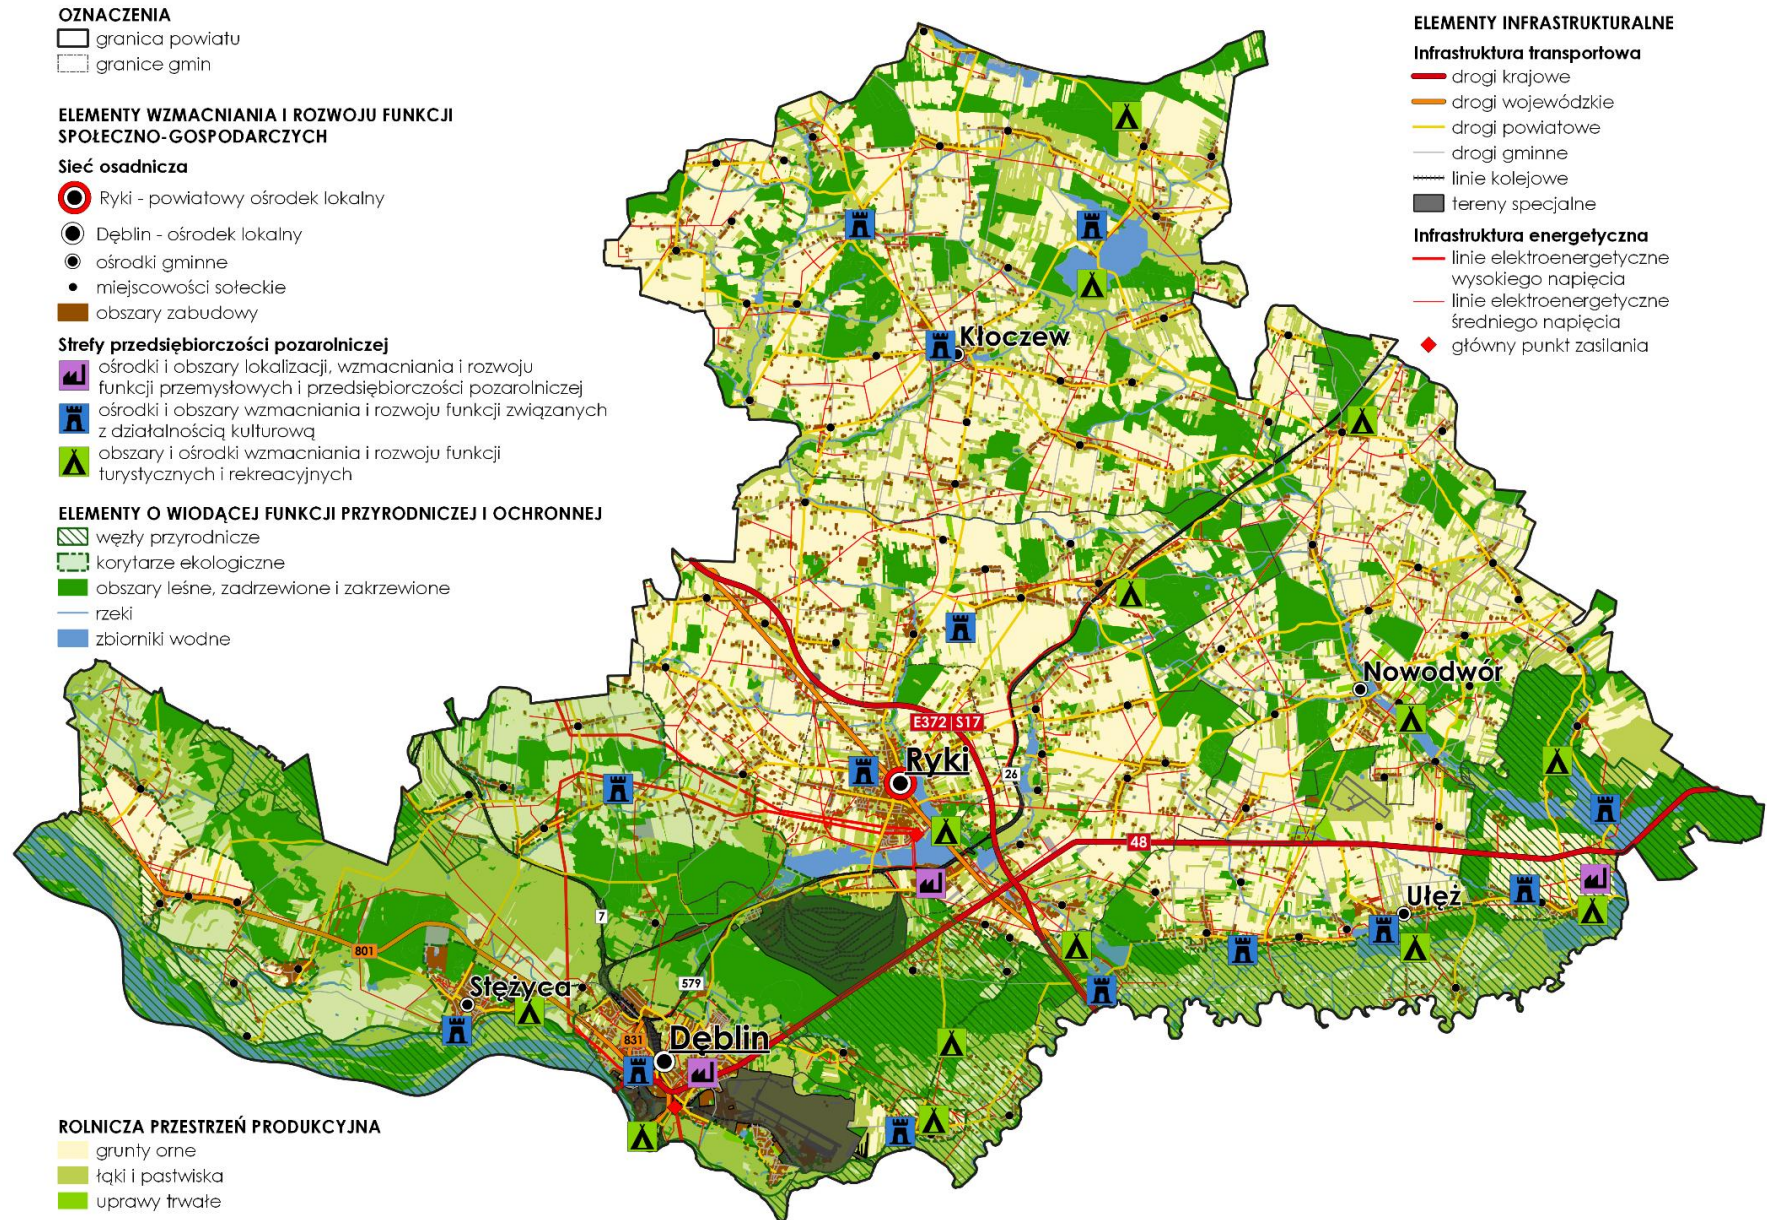 OZNACZENIA
granica powiatu
granice gmin
ELEMENTY WZMACNIANIA I ROZWOJU FUNKCJI
SPOŁECZNO-GOSPODARCZYCH
Sieć osadnicza
Ryki - powiatowy ośrodek lokalny
Dęblin - ośrodek lokalny
ośrodki gminne
miejscowości sołeckie
obszary zabudowy
Strefy przedsiębiorczości pozarolniczej
ośrodki i obszary lokalizacji, wzmacniania i rozwoju
funkcji przemysłowych i przedsiębiorczości pozarolniczej
ośrodki i obszary wzmacniania i rozwoju funkcji związanych
z działalnością kulturową
obszary i ośrodki wzmacniania i rozwoju funkcji
turystycznych i rekreacyjnych
ELEMENTY O WIODĄCEJ FUNKCJI PRZYRODNICZEJ I OCHRONNEJ
węzły przyrodnicze
korytarze ekologiczne
obszary leśne, zadrzewione i zakrzewione
rzeki
zbiorniki wodne
ROLNICZA PRZESTRZEŃ PRODUKCYJNA
grunty orne
łąki i pastwiska
uprawy trwałe
ELEMENTY INFRASTRUKTURALNE
Infrastruktura transportowa
drogi krajowe
drogi wojewódzkie
drogi powiatowe
drogi gminne
linie kolejowe
tereny specjalne
Infrastruktura energetyczna
linie elektroenergetyczne
wysokiego napięcia
linie elektroenergetyczne
średniego napięcia
główny punkt zasilania
Kłoczew
Nowodwór
E372 | S17
Ryki
26
48
Ułęż
7
801
579
Stężyca
831
Dęblin